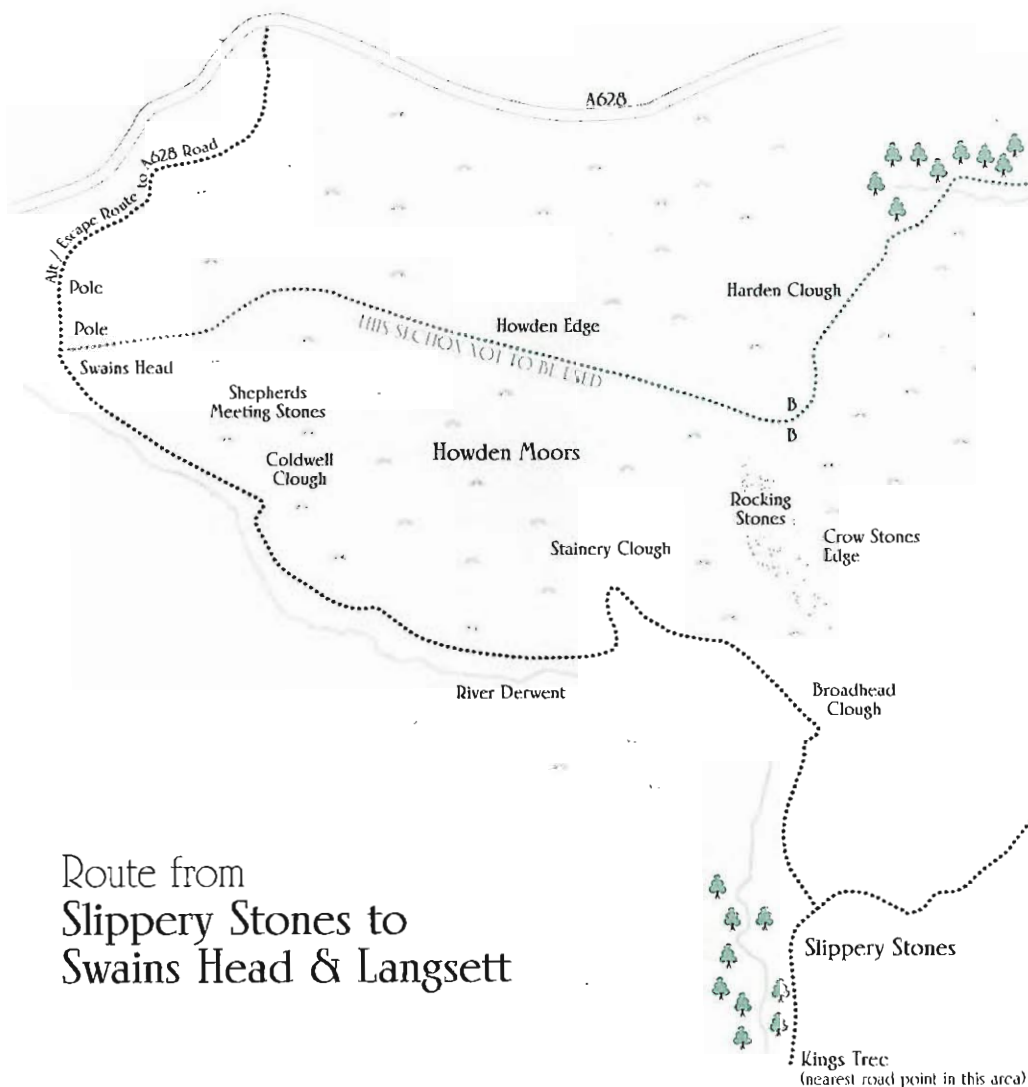 A628
Alt / Escape Route to A628 Road
Pole
Harden Clough
Pole
Howden Edge
THIS SECTION NOT TO BE USED
Swains Head
Shepherds
Meeting Stones
B
B
Howden Moors
Coldwell
Clough
Rocking
Stones
Crow Stones
Edge
Stainery Clough
River Derwent
Broadhead
Clough
Route from
Slippery Stones to
Swains Head & Langsett
Slippery Stones
Kings Tree
(nearest road point in this area)